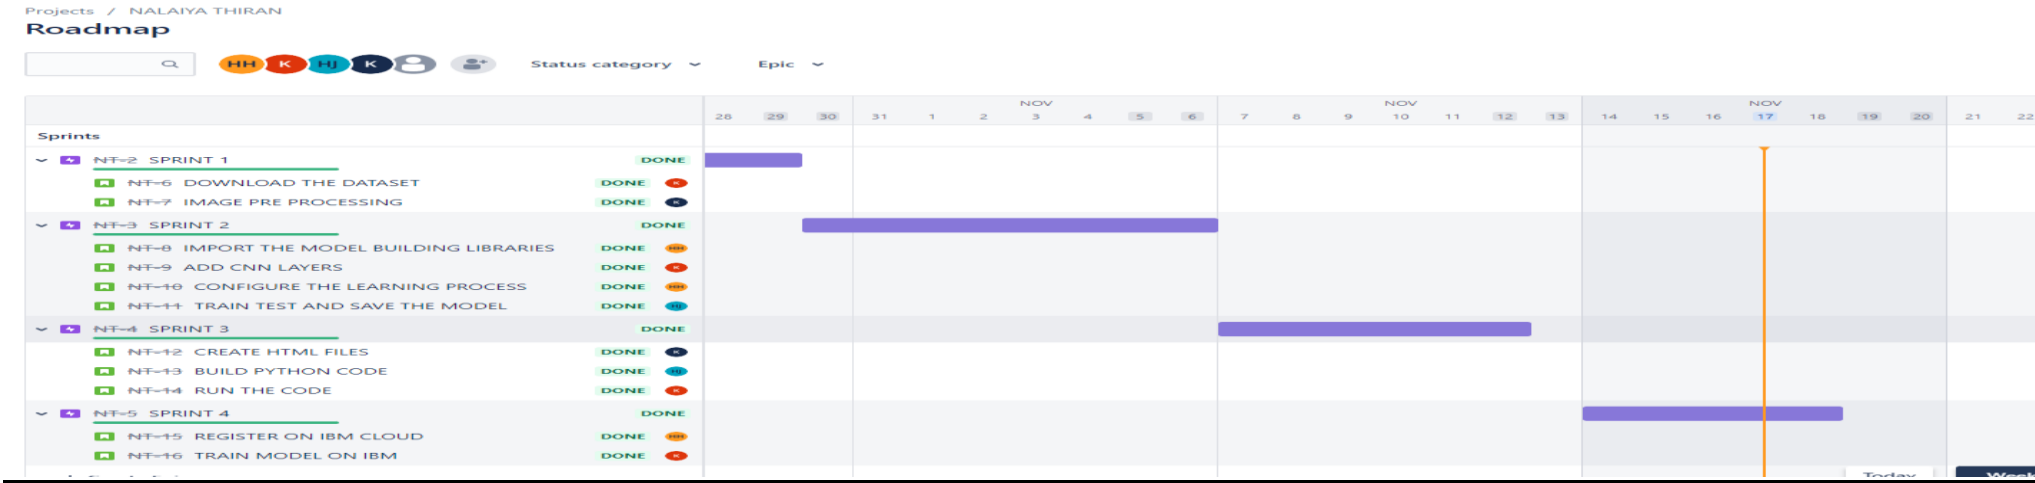 Projects / NALAIYA THIRAN
Roadmap
HH K HJ K Status category Epic
NOV NOV NOV
28 29 30 31 1 2 3 4 5 6 7 8 9 10 11 12 13 14 15 16 17 18 19 20 21 22
Sprints
NT-2 SPRINT 1 DONE
NT-6 DOWNLOAD THE DATASET DONE K
NT-7 IMAGE PRE PROCESSING DONE K
NT-3 SPRINT 2 DONE
NT-8 IMPORT THE MODEL BUILDING LIBRARIES DONE HH
NT-9 ADD CNN LAYERS DONE K
NT-10 CONFIGURE THE LEARNING PROCESS DONE HH
NT-11 TRAIN TEST AND SAVE THE MODEL DONE HJ
NT-4 SPRINT 3 DONE
NT-12 CREATE HTML FILES DONE K
NT-13 BUILD PYTHON CODE DONE HJ
NT-14 RUN THE CODE DONE K
NT-5 SPRINT 4 DONE
NT-15 REGISTER ON IBM CLOUD DONE HH
NT-16 TRAIN MODEL ON IBM DONE K
Today